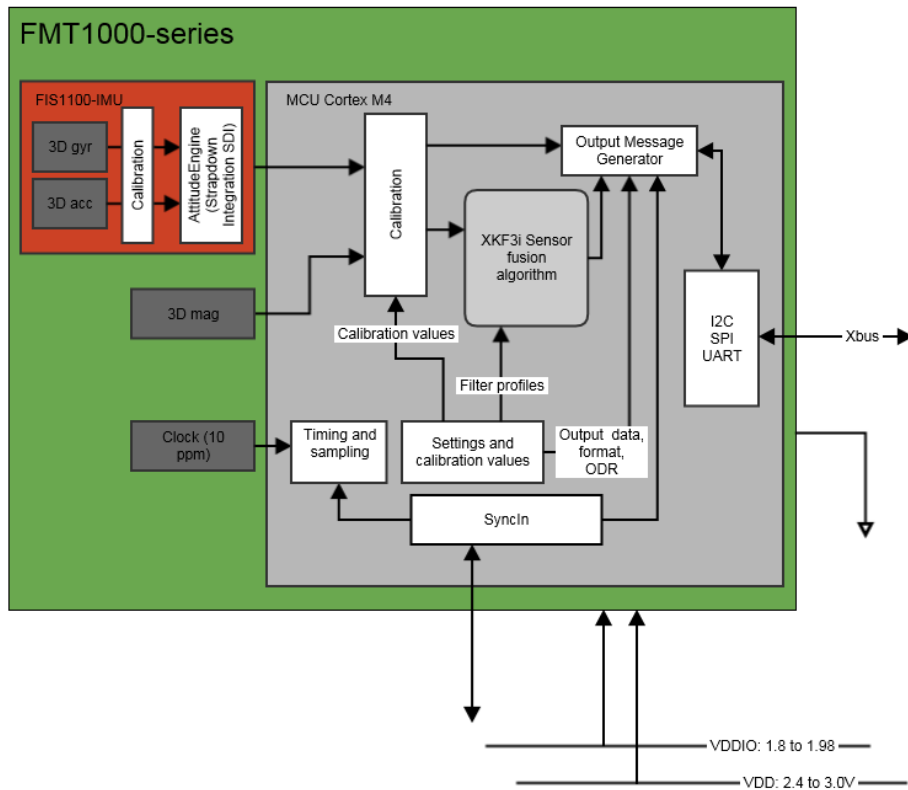 FMT1000-series
FIS1100-IMU
3D gyr
3D acc
Calibration
AttitudeEngine
(Strapdown
Integration SDI)
MCU Cortex M4
Calibration
Output Message
Generator
XKF3i Sensor
fusion
algorithm
3D mag
I2C
SPI
UART
Xbus
Calibration values
Filter profiles
Clock (10
ppm)
Timing and
sampling
Settings and
calibration values
Output data,
format,
ODR
SyncIn
VDDIO: 1.8 to 1.98
VDD: 2.4 to 3.0V